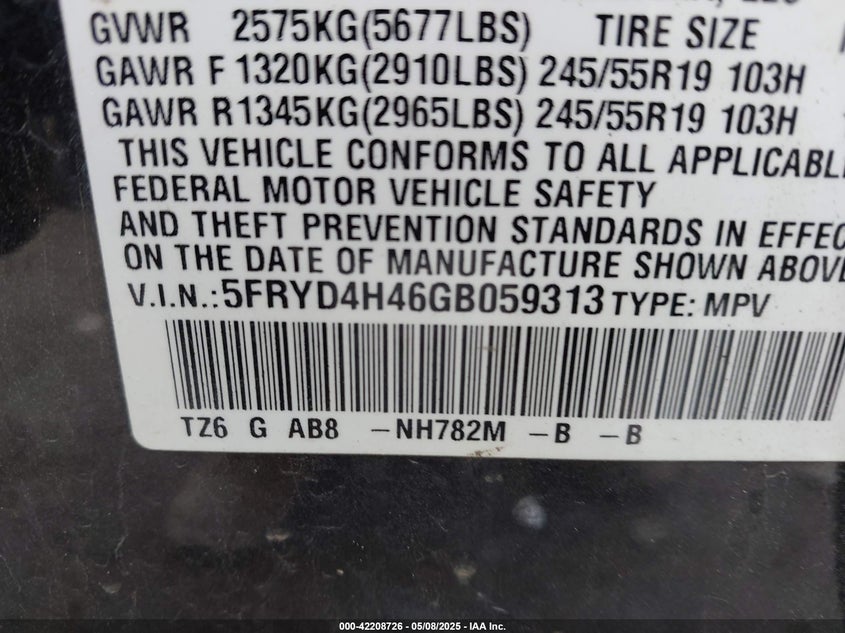 GVWR 2575KG(5677LBS) TIRE SIZE
GAWR F 1320KG(2910LBS) 245/55R19 103H
GAWR R 1345KG(2965LBS) 245/55R19 103H
THIS VEHICLE CONFORMS TO ALL APPLICABL
FEDERAL MOTOR VEHICLE SAFETY
AND THEFT PREVENTION STANDARDS IN EFFEC
ON THE DATE OF MANUFACTURE SHOWN ABOVE
V.I.N.: 5FRYD4H46GB059313 TYPE: MPV
TZ6 G AB8 -NH782M -B -B
000-42208726 - 05/08/2025 - IAA Inc.